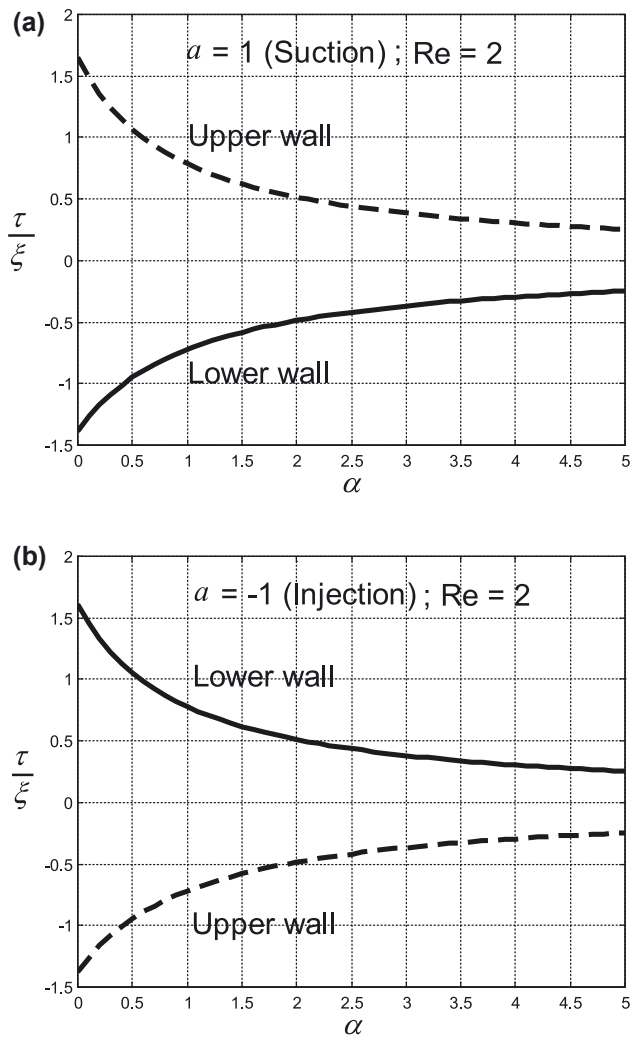 (a)
2
a = 1 (Suction) ; Re = 2
1.5
Upper wall
1
0.5
τ
ξ
0
-0.5
Lower wall
-1
-1.5
0 0.5 1 1.5 2 2.5 3 3.5 4 4.5 5
α
(b)
2
a = -1 (Injection) ; Re = 2
1.5
Lower wall
1
0.5
τ
ξ
0
-0.5
Upper wall
-1
-1.5
0 0.5 1 1.5 2 2.5 3 3.5 4 4.5 5
α